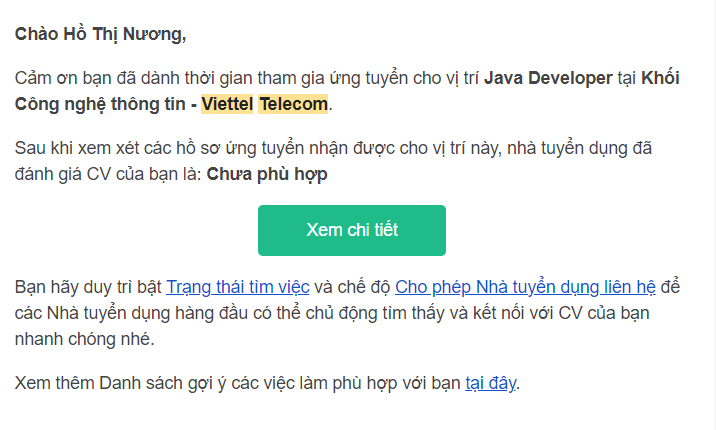 Chào Hồ Thị Nương,
Cảm ơn bạn đã dành thời gian tham gia ứng tuyển cho vị trí Java Developer tại Khối
Công nghệ thông tin - Viettel Telecom.
Sau khi xem xét các hồ sơ ứng tuyển nhận được cho vị trí này, nhà tuyển dụng đã
đánh giá CV của bạn là: Chưa phù hợp
Xem chi tiết
Bạn hãy duy trì bật Trạng thái tìm việc và chế độ Cho phép Nhà tuyển dụng liên hệ để
các Nhà tuyển dụng hàng đầu có thể chủ động tìm thấy và kết nối với CV của bạn
nhanh chóng nhé.
Xem thêm Danh sách gợi ý các việc làm phù hợp với bạn tại đây.